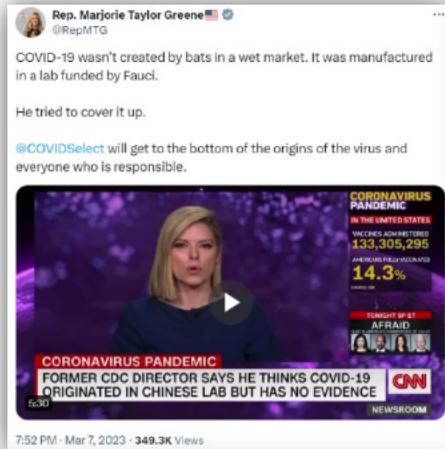 Rep. Marjorie Taylor Greene🇺🇸
@RepMTG
COVID-19 wasn't created by bats in a wet market. It was manufactured
in a lab funded by Fauci.
He tried to cover it up.
@COVIDSelect will get to the bottom of the origins of the virus and
everyone who is responsible.
CORONAVIRUS
PANDEMIC
IN THE UNITED STATES
VACCINES ADMINISTERED
133,305,295
AMERICANS FULLY VACCINATED
14.3%
TONIGHT 9P ET
AFRAID
CORONAVIRUS PANDEMIC
FORMER CDC DIRECTOR SAYS HE THINKS COVID-19
ORIGINATED IN CHINESE LAB BUT HAS NO EVIDENCE
CNN
5:30
NEWSROOM
7:52 PM · Mar 7, 2023 · 349.3K Views